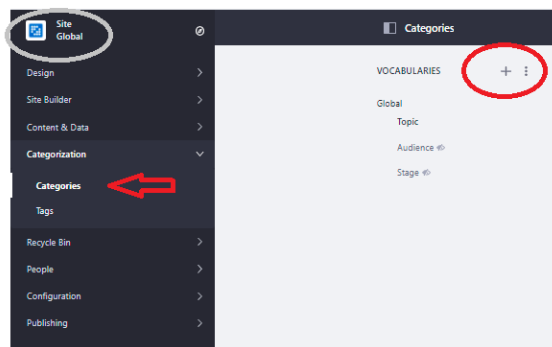 Site
Global
Categories
Design
Site Builder
Content & Data
Categorization
Categories
Tags
Recycle Bin
People
Configuration
Publishing
VOCABULARIES
Global
Topic
Audience
Stage